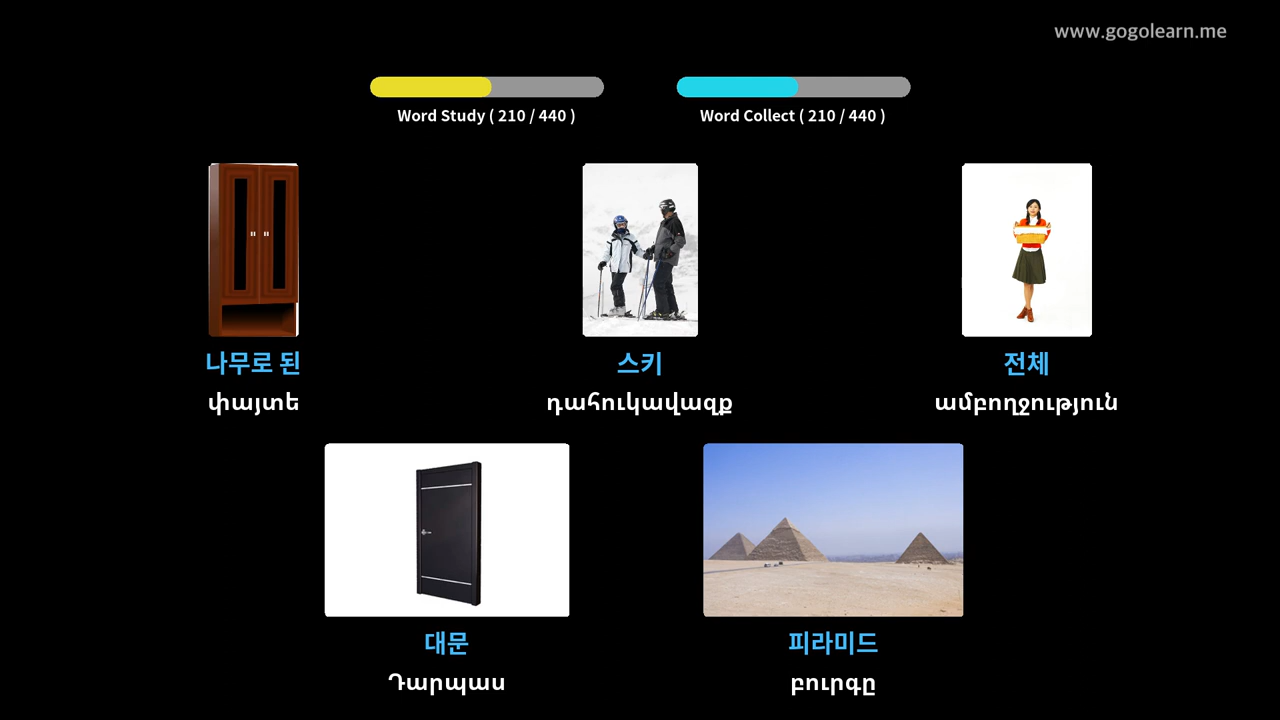 www.gogolearn.me
Word Study ( 210 / 440 )
Word Collect ( 210 / 440 )
나무로 된
փայտե
스키
դահուկավազք
전체
ամբողջություն
대문
Դարպաս
피라미드
բուրգը